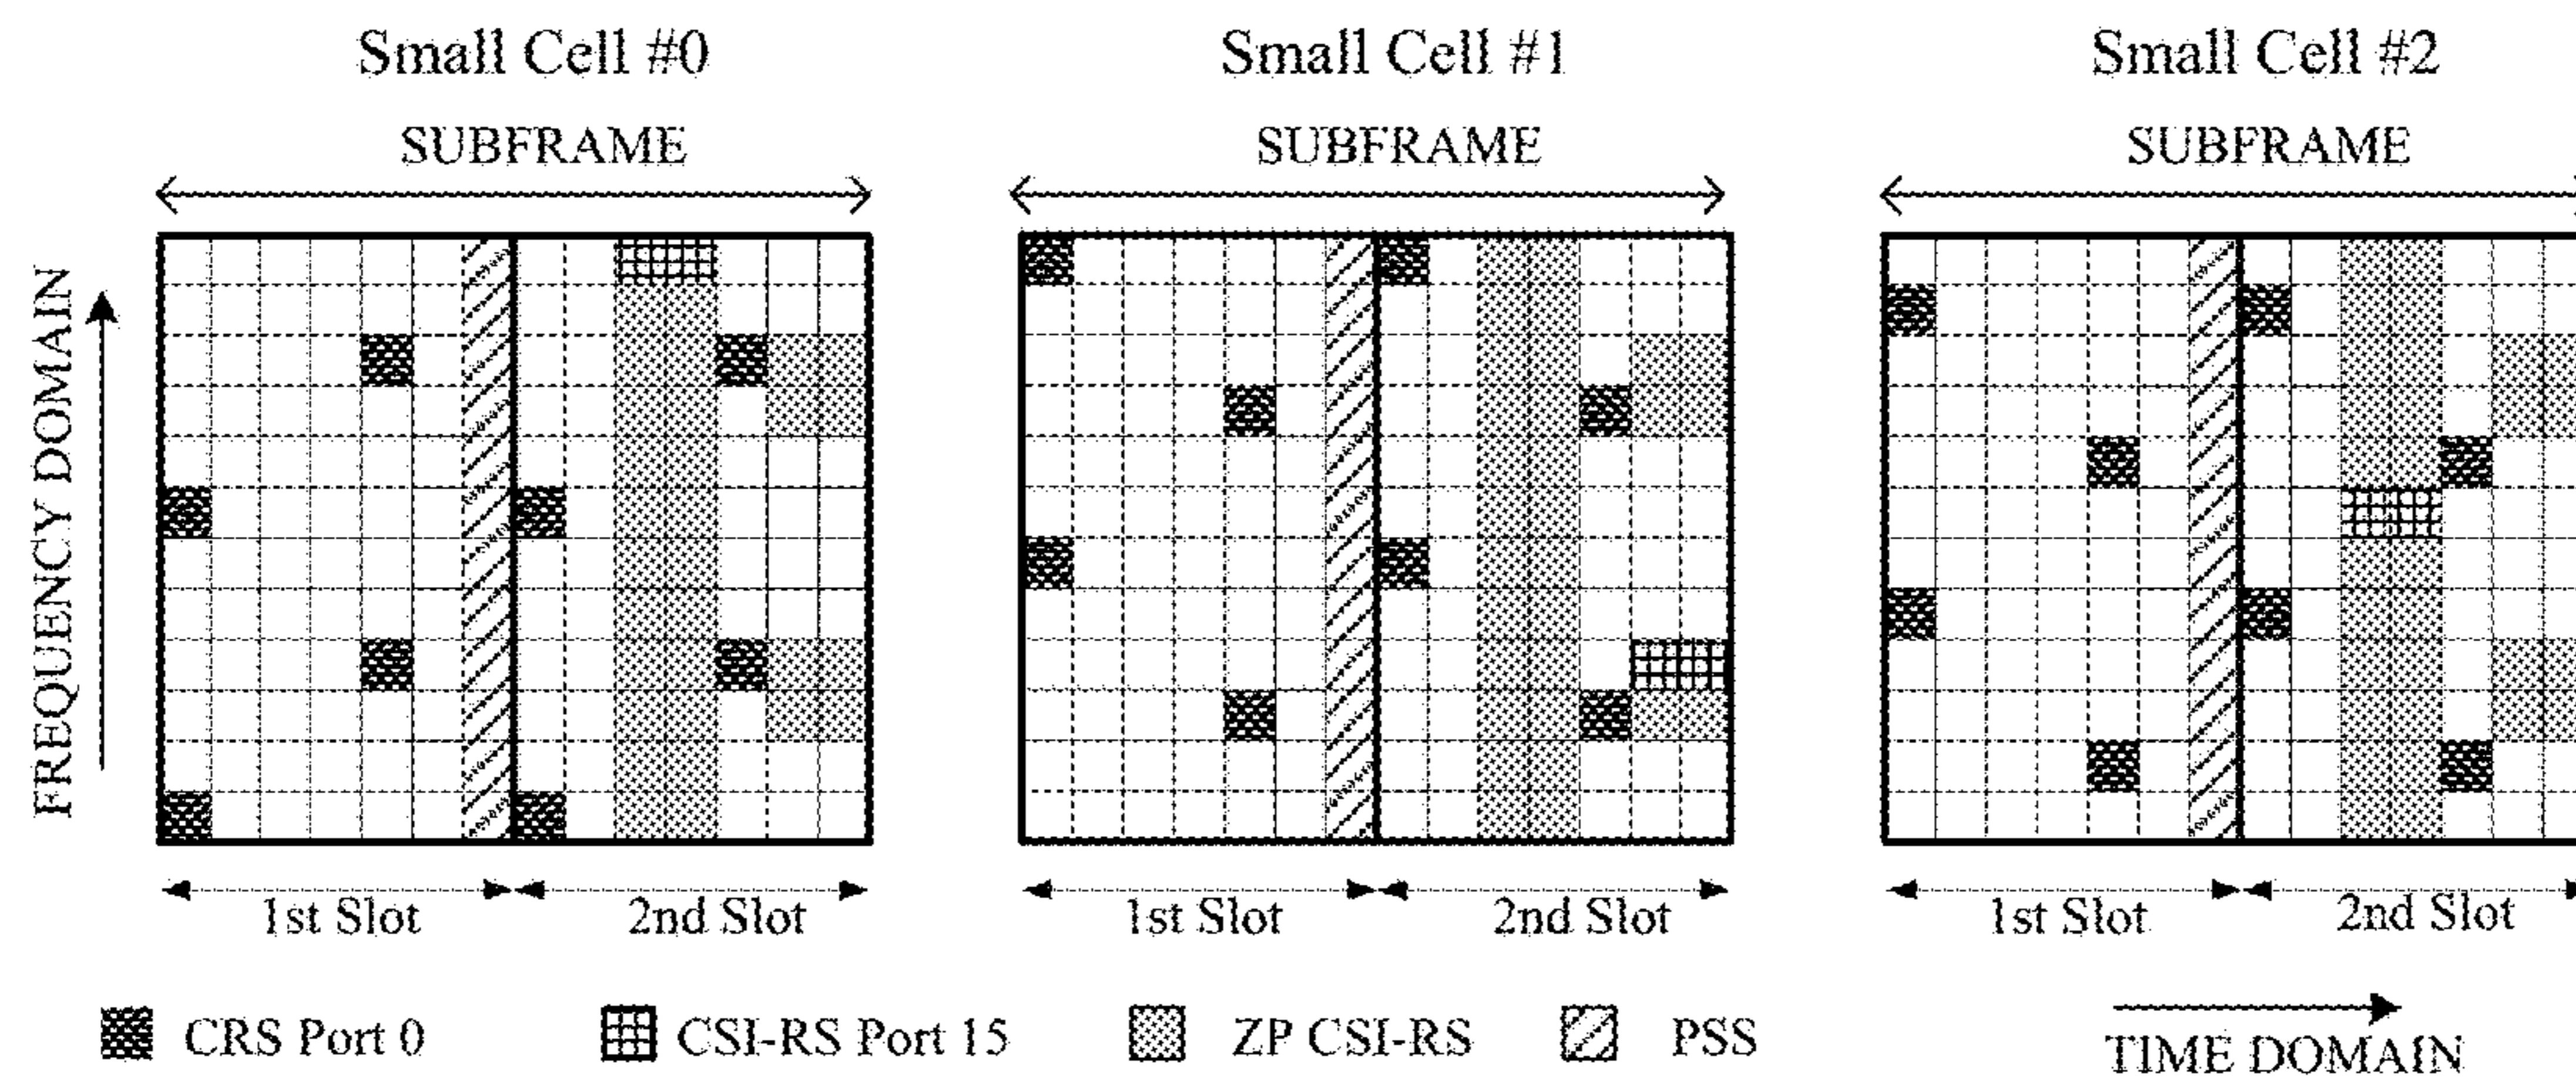 Small Cell #0 Small Cell #1 Small Cell #2
SUBFRAME SUBFRAME SUBFRAME
FREQUENCY DOMAIN
1st Slot 2nd Slot 1st Slot 2nd Slot 1st Slot 2nd Slot
CRS Port 0 CSI-RS Port 15 ZP CSI-RS PSS
TIME DOMAIN